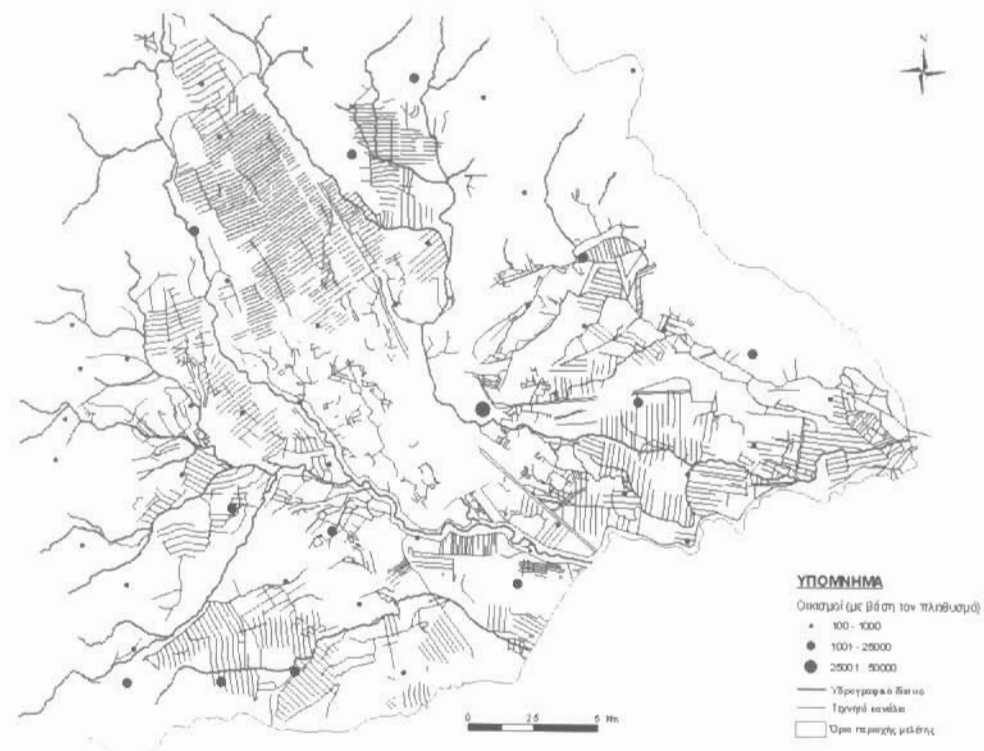 ΥΠΟΜΝΗΜΑ
Οικισμοί (με βάση τον πληθυσμό)
100 - 1000
1001 - 25000
25001 50000
Υδρογραφικό δίκτυο
Τεχνητά κανάλια
Όριο περιοχής μελέτης
0 2.5 5 Km